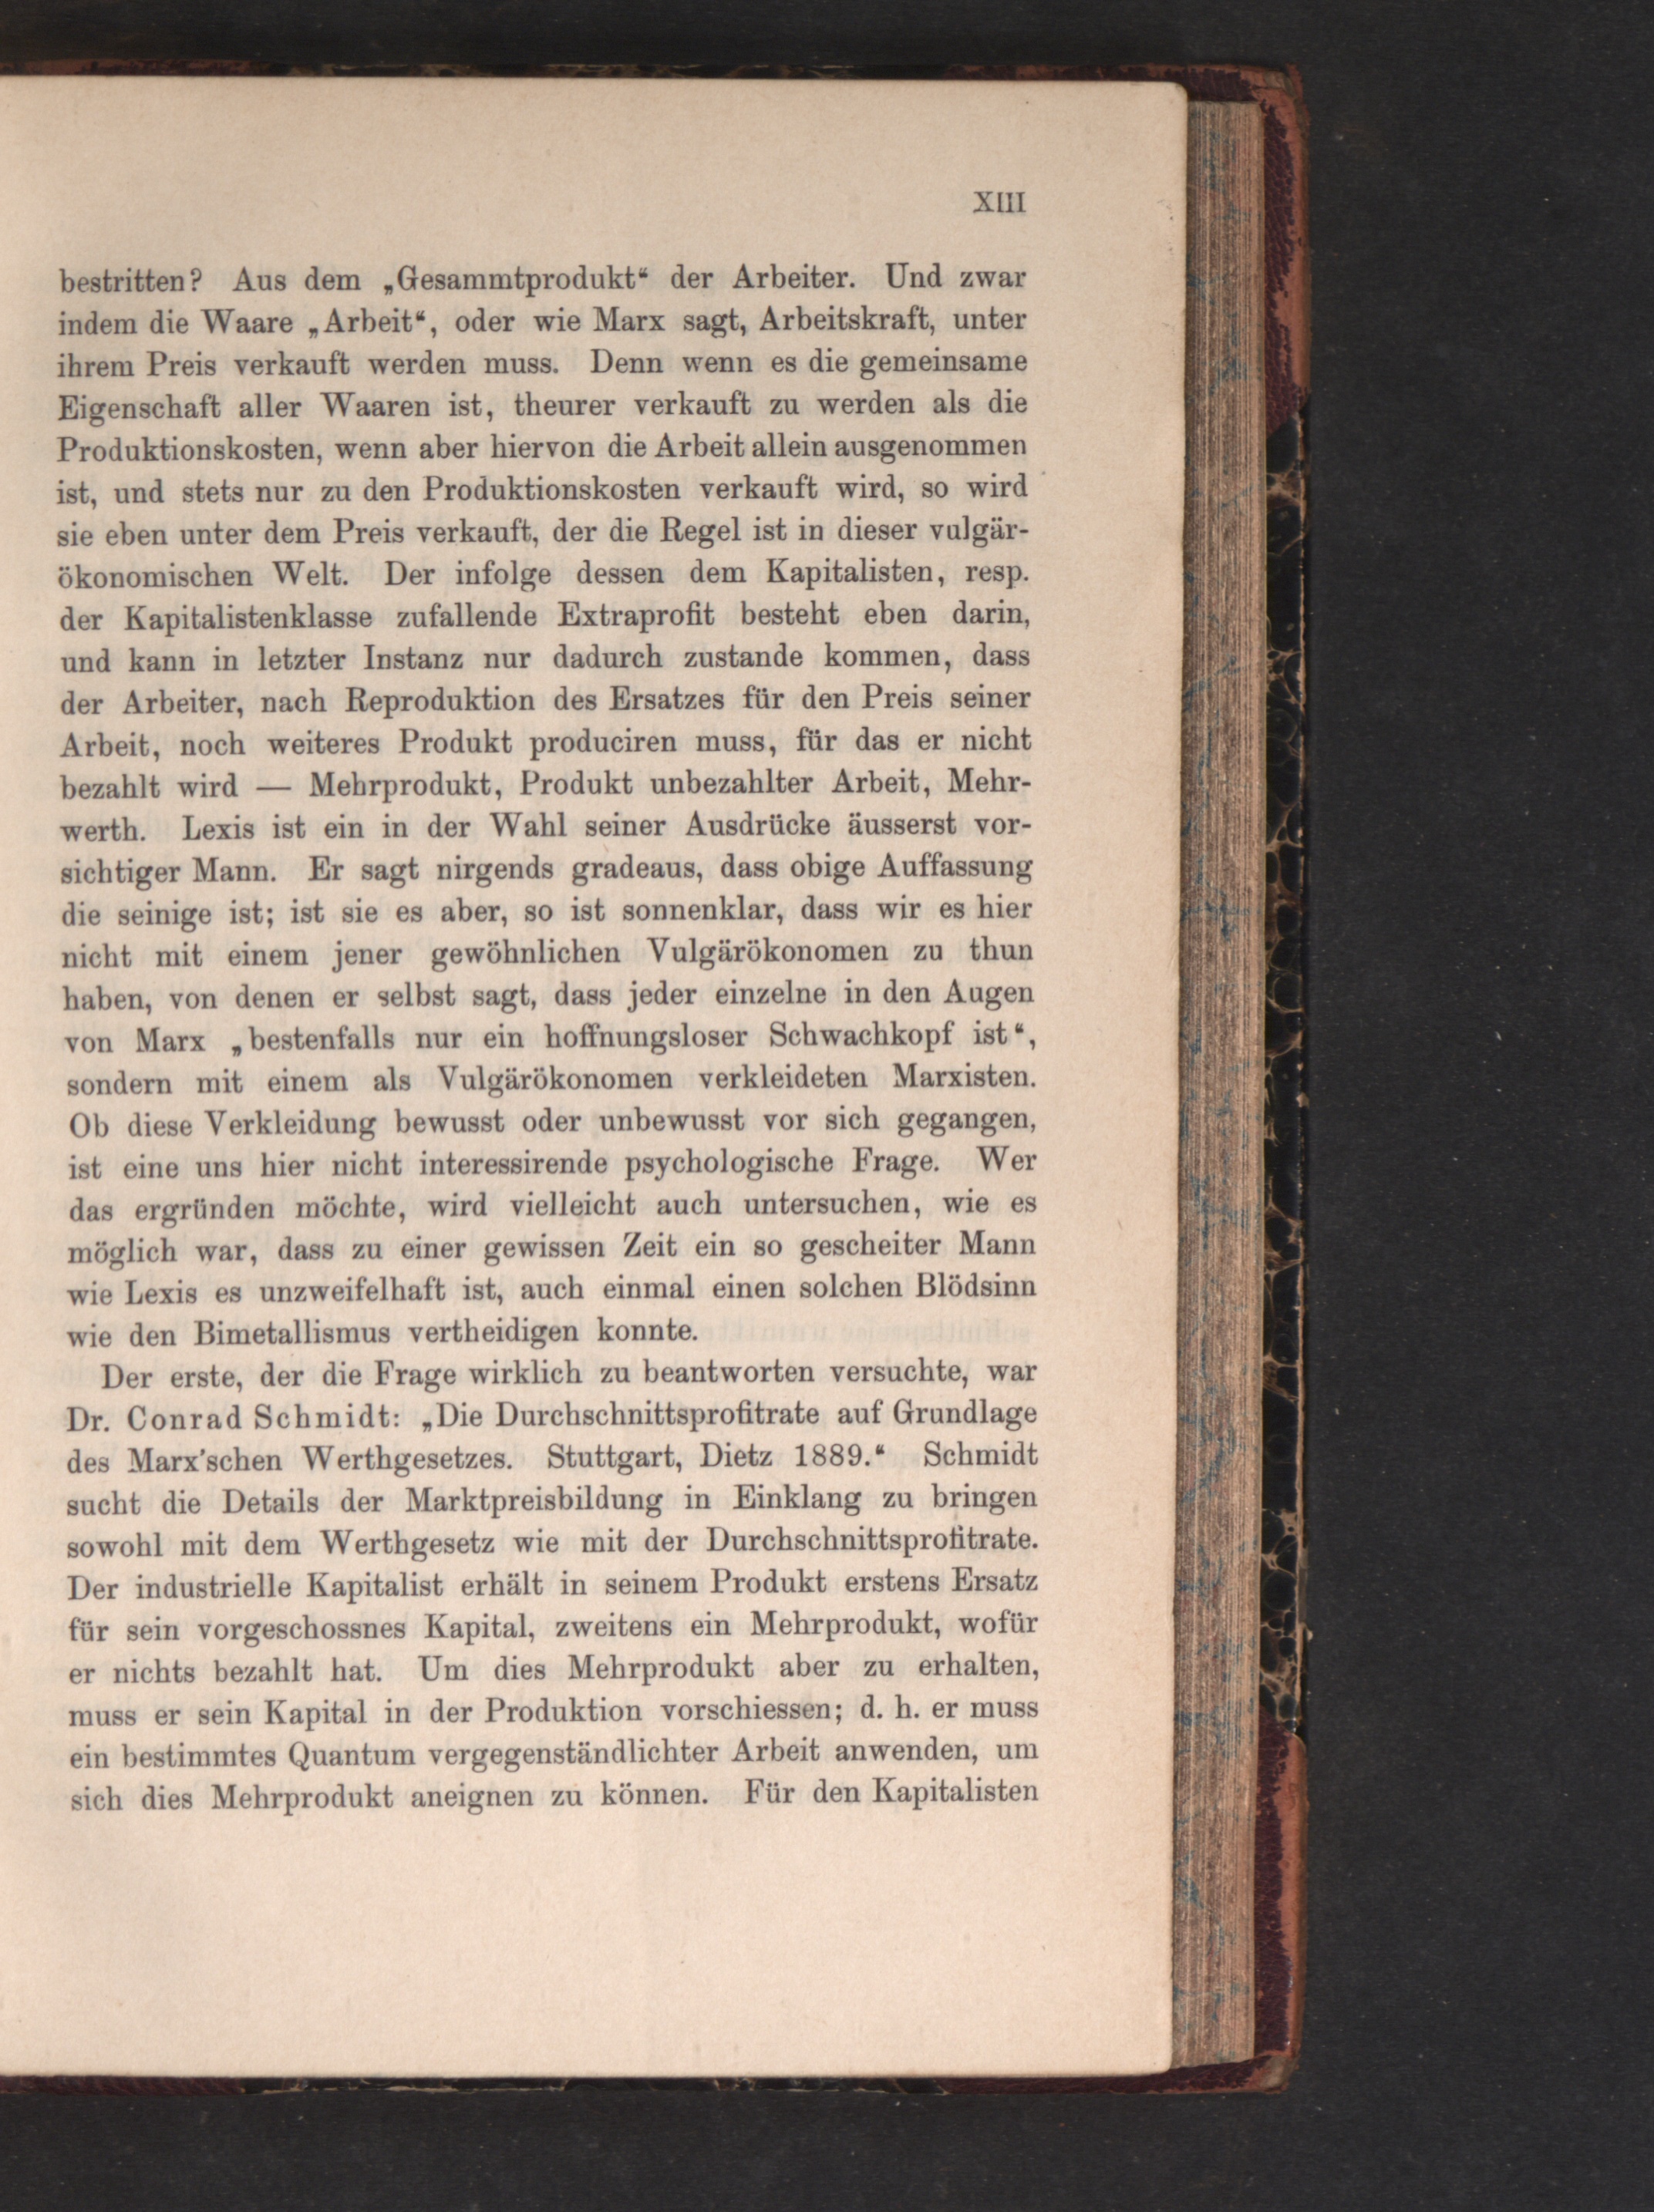 XIII
bestritten? Aus dem „Gesammtprodukt“ der Arbeiter. Und zwar
indem die Waare „Arbeit“, oder wie Marx sagt, Arbeitskraft, unter
ihrem Preis verkauft werden muss. Denn wenn es die gemeinsame
Eigenschaft aller Waaren ist, theurer verkauft zu werden als die
Produktionskosten, wenn aber hiervon die Arbeit allein ausgenommen
ist, und stets nur zu den Produktionskosten verkauft wird, so wird
sie eben unter dem Preis verkauft, der die Regel ist in dieser vulgär-
ökonomischen Welt. Der infolge dessen dem Kapitalisten, resp.
der Kapitalistenklasse zufallende Extraprofit besteht eben darin,
und kann in letzter Instanz nur dadurch zustande kommen, dass
der Arbeiter, nach Reproduktion des Ersatzes für den Preis seiner
Arbeit, noch weiteres Produkt produciren muss, für das er nicht
bezahlt wird — Mehrprodukt, Produkt unbezahlter Arbeit, Mehr-
werth. Lexis ist ein in der Wahl seiner Ausdrücke äusserst vor-
sichtiger Mann. Er sagt nirgends gradeaus, dass obige Auffassung
die seinige ist; ist sie es aber, so ist sonnenklar, dass wir es hier
nicht mit einem jener gewöhnlichen Vulgärökonomen zu thun
haben, von denen er selbst sagt, dass jeder einzelne in den Augen
von Marx „bestenfalls nur ein hoffnungsloser Schwachkopf ist“,
sondern mit einem als Vulgärökonomen verkleideten Marxisten.
Ob diese Verkleidung bewusst oder unbewusst vor sich gegangen,
ist eine uns hier nicht interessirende psychologische Frage. Wer
das ergründen möchte, wird vielleicht auch untersuchen, wie es
möglich war, dass zu einer gewissen Zeit ein so gescheiter Mann
wie Lexis es unzweifelhaft ist, auch einmal einen solchen Blödsinn
wie den Bimetallismus vertheidigen konnte.
Der erste, der die Frage wirklich zu beantworten versuchte, war
Dr. Conrad Schmidt: „Die Durchschnittsprofitrate auf Grundlage
des Marx'schen Werthgesetzes. Stuttgart, Dietz 1889.“ Schmidt
sucht die Details der Marktpreisbildung in Einklang zu bringen
sowohl mit dem Werthgesetz wie mit der Durchschnittsprofitrate.
Der industrielle Kapitalist erhält in seinem Produkt erstens Ersatz
für sein vorgeschossnes Kapital, zweitens ein Mehrprodukt, wofür
er nichts bezahlt hat. Um dies Mehrprodukt aber zu erhalten,
muss er sein Kapital in der Produktion vorschiessen; d. h. er muss
ein bestimmtes Quantum vergegenständlichter Arbeit anwenden, um
sich dies Mehrprodukt aneignen zu können. Für den Kapitalisten